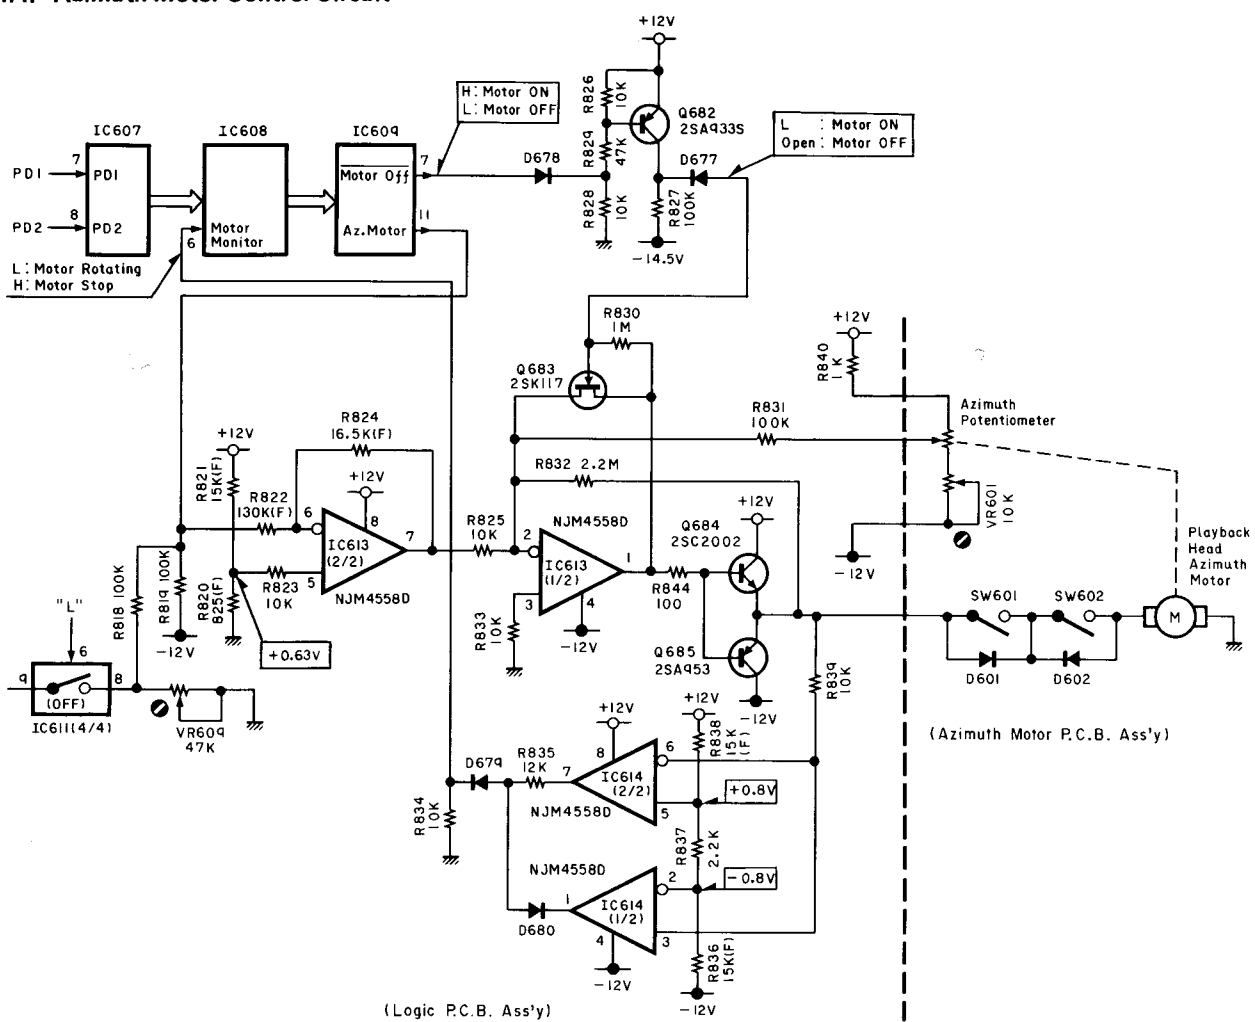 Azimuth Motor Control Circuit
+12V
R826
10K
H: Motor ON
L: Motor OFF
Q682
2SA933S
L : Motor ON
Open: Motor OFF
IC607
IC608
IC609
R829
47K
D678
D677
PD1
7
PD1
Motor Off
7
R828
10K
R827
100K
PD2
8
PD2
6
Motor
Monitor
Az.Motor
11
-14.5V
L: Motor Rotating
H: Motor Stop
R830
1M
+12V
R840
1K
Q683
2SK117
Azimuth
Potentiometer
R831
100K
R824
16.5K(F)
+12V
R821
15K(F)
+12V
R832 2.2M
VR601
10K
R822
130K(F)
6
8
7
IC613
(2/2)
5
NJM4558D
R825
10K
2
NJM4558D
IC613
(1/2)
1
3
4
-12V
Q684
2SC2002
+12V
-12V
Playback
Head
Azimuth
Motor
R818 100K
R819 100K
R820
825(F)
R823
10K
R844
100
R833
10K
SW601
SW602
M
"L"
-12V
+0.63V
Q685
2SA953
R839
10K
D601
D602
9
6
8
(OFF)
IC611(4/4)
VR609
47K
+12V
+12V
-12V
(Azimuth Motor P.C.B. Ass'y)
R838
15K
(F)
D679
R835
12K
7
8
6
IC614
(2/2)
5
NJM4558D
+0.8V
R834
10K
R837
2.2K
NJM4558D
2
-0.8V
1
IC614
(1/2)
D680
4
3
-12V
R836
15K(F)
-12V
(Logic P.C.B. Ass'y)